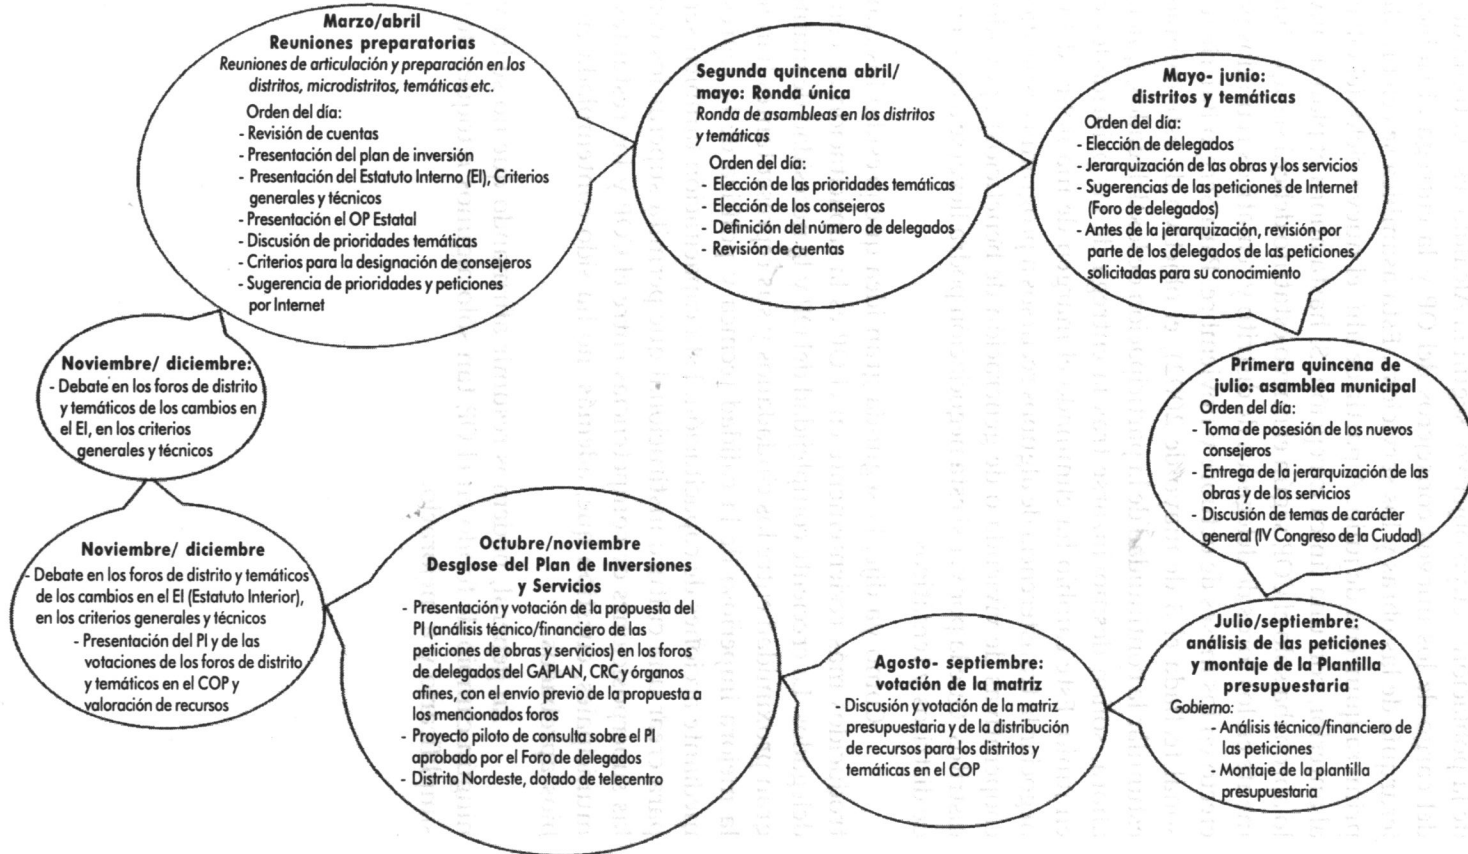 Marzo/abril
Reuniones preparatorias
Reuniones de articulación y preparación en los
distritos, microdistritos, temáticas etc.
Orden del día:
- Revisión de cuentas
- Presentación del plan de inversión
- Presentación del Estatuto Interno (EI), Criterios
generales y técnicos
- Presentación el OP Estatal
- Discusión de prioridades temáticas
- Criterios para la designación de consejeros
- Sugerencia de prioridades y peticiones
por Internet
Segunda quincena abril/
mayo: Ronda única
Ronda de asambleas en los distritos
y temáticas
Orden del día:
- Elección de las prioridades temáticas
- Elección de los consejeros
- Definición del número de delegados
- Revisión de cuentas
Mayo- junio:
distritos y temáticas
Orden del día:
- Elección de delegados
- Jerarquización de las obras y los servicios
- Sugerencias de las peticiones de Internet
(Foro de delegados)
- Antes de la jerarquización, revisión por
parte de los delegados de las peticiones
solicitadas para su conocimiento
Primera quincena de
julio: asamblea municipal
Orden del día:
- Toma de posesión de los nuevos
consejeros
- Entrega de la jerarquización de las
obras y de los servicios
- Discusión de temas de carácter
general (IV Congreso de la Ciudad)
Julio/septiembre:
análisis de las peticiones
y montaje de la Plantilla
presupuestaria
Gobierno:
- Análisis técnico/financiero de
las peticiones
- Montaje de la plantilla
presupuestaria
Agosto- septiembre:
votación de la matriz
- Discusión y votación de la matriz
presupuestaria y de la distribución
de recursos para los distritos y
temáticas en el COP
Octubre/noviembre
Desglose del Plan de Inversiones
y Servicios
- Presentación y votación de la propuesta del
PI (análisis técnico/financiero de las
peticiones de obras y servicios) en los foros
de delegados del GAPLAN, CRC y órganos
afines, con el envío previo de la propuesta a
los mencionados foros
- Proyecto piloto de consulta sobre el PI
aprobado por el Foro de delegados
- Distrito Nordeste, dotado de telecentro
Noviembre/ diciembre
- Debate en los foros de distrito y temáticos
de los cambios en el EI (Estatuto Interior),
en los criterios generales y técnicos
- Presentación del PI y de las
votaciones de los foros de distrito
y temáticos en el COP y
valoración de recursos
Noviembre/ diciembre:
- Debate en los foros de distrito
y temáticos de los cambios en
el EI, en los criterios
generales y técnicos